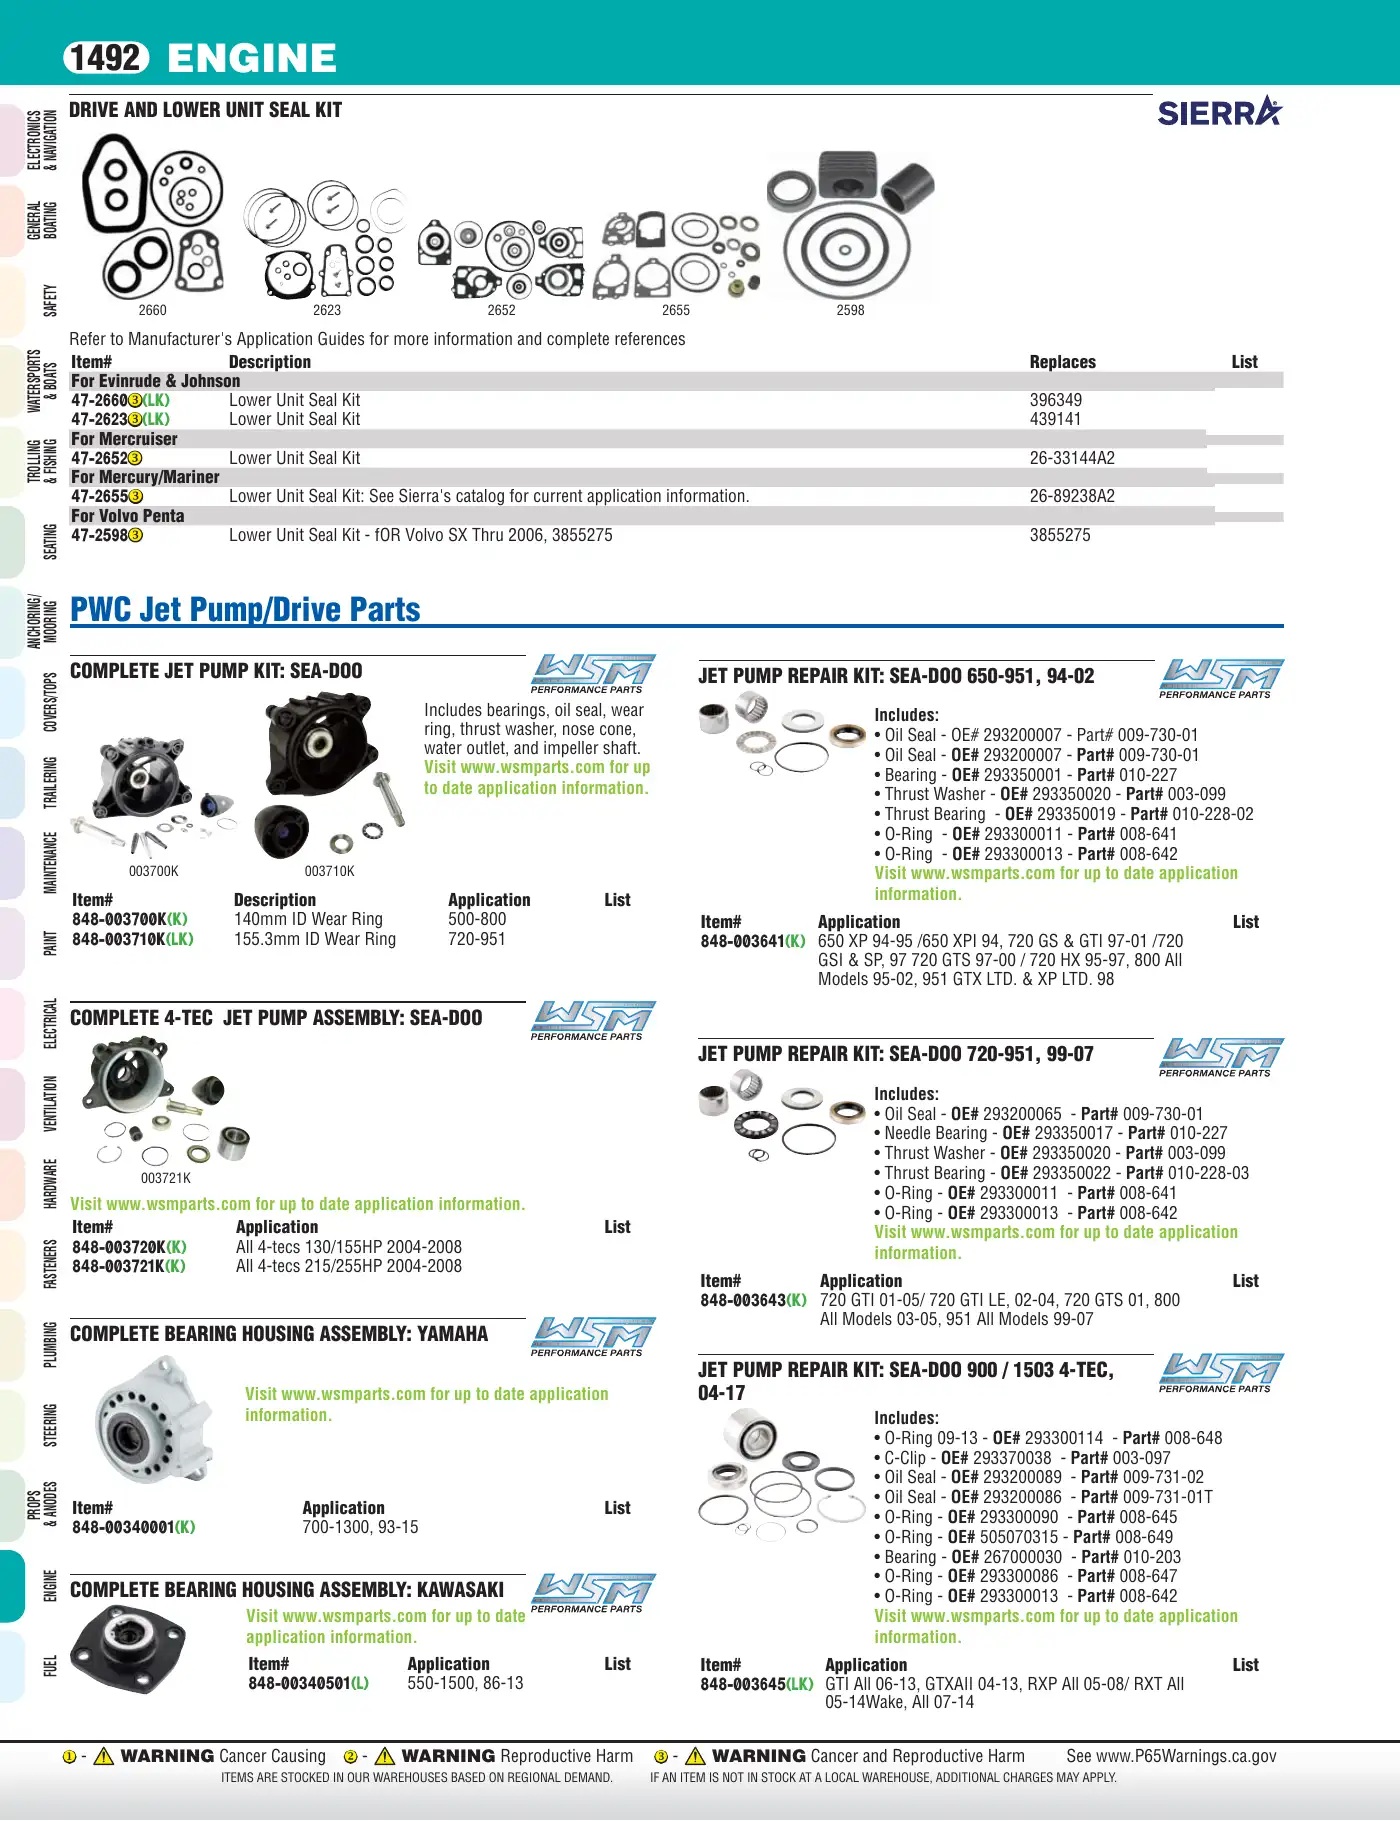 1492 ENGINE
ELECTRONICS
& NAVIGATION
GENERAL
BOATING
SAFETY
WATERSPORTS
& BOATS
TROLLING
& FISHING
SEATING
ANCHORING/
MOORING
COVERS/TOPS
TRAILERING
MAINTENANCE
PAINT
ELECTRICAL
VENTILATION
HARDWARE
FASTENERS
PLUMBING
STEERING
PROPS
& ANODES
ENGINE
FUEL
DRIVE AND LOWER UNIT SEAL KIT
SIERRA
2660 2623 2652 2655 2598
Refer to Manufacturer's Application Guides for more information and complete references
Item# Description Replaces List
For Evinrude & Johnson
47-2660 3 (LK) Lower Unit Seal Kit 396349
47-2623 3 (LK) Lower Unit Seal Kit 439141
For Mercruiser
47-2652 3 Lower Unit Seal Kit 26-33144A2
For Mercury/Mariner
47-2655 3 Lower Unit Seal Kit: See Sierra's catalog for current application information. 26-89238A2
For Volvo Penta
47-2598 3 Lower Unit Seal Kit - fOR Volvo SX Thru 2006, 3855275 3855275
PWC Jet Pump/Drive Parts
COMPLETE JET PUMP KIT: SEA-DOO
WSM
PERFORMANCE PARTS
Includes bearings, oil seal, wear
ring, thrust washer, nose cone,
water outlet, and impeller shaft.
Visit www.wsmparts.com for up
to date application information.
003700K 003710K
Item# Description Application List
848-003700K(K) 140mm ID Wear Ring 500-800
848-003710K(LK) 155.3mm ID Wear Ring 720-951
COMPLETE 4-TEC JET PUMP ASSEMBLY: SEA-DOO
WSM
PERFORMANCE PARTS
003721K
Visit www.wsmparts.com for up to date application information.
Item# Application List
848-003720K(K) All 4-tecs 130/155HP 2004-2008
848-003721K(K) All 4-tecs 215/255HP 2004-2008
COMPLETE BEARING HOUSING ASSEMBLY: YAMAHA
WSM
PERFORMANCE PARTS
Visit www.wsmparts.com for up to date application
information.
Item# Application List
848-00340001(K) 700-1300, 93-15
COMPLETE BEARING HOUSING ASSEMBLY: KAWASAKI
WSM
PERFORMANCE PARTS
Visit www.wsmparts.com for up to date
application information.
Item# Application List
848-00340501(L) 550-1500, 86-13
JET PUMP REPAIR KIT: SEA-DOO 650-951, 94-02
WSM
PERFORMANCE PARTS
Includes:
• Oil Seal - OE# 293200007 - Part# 009-730-01
• Oil Seal - OE# 293200007 - Part# 009-730-01
• Bearing - OE# 293350001 - Part# 010-227
• Thrust Washer - OE# 293350020 - Part# 003-099
• Thrust Bearing - OE# 293350019 - Part# 010-228-02
• O-Ring - OE# 293300011 - Part# 008-641
• O-Ring - OE# 293300013 - Part# 008-642
Visit www.wsmparts.com for up to date application
information.
Item# Application List
848-003641(K) 650 XP 94-95 /650 XPI 94, 720 GS & GTI 97-01 /720
GSI & SP, 97 720 GTS 97-00 / 720 HX 95-97, 800 All
Models 95-02, 951 GTX LTD. & XP LTD. 98
JET PUMP REPAIR KIT: SEA-DOO 720-951, 99-07
WSM
PERFORMANCE PARTS
Includes:
• Oil Seal - OE# 293200065 - Part# 009-730-01
• Needle Bearing - OE# 293350017 - Part# 010-227
• Thrust Washer - OE# 293350020 - Part# 003-099
• Thrust Bearing - OE# 293350022 - Part# 010-228-03
• O-Ring - OE# 293300011 - Part# 008-641
• O-Ring - OE# 293300013 - Part# 008-642
Visit www.wsmparts.com for up to date application
information.
Item# Application List
848-003643(K) 720 GTI 01-05/ 720 GTI LE, 02-04, 720 GTS 01, 800
All Models 03-05, 951 All Models 99-07
JET PUMP REPAIR KIT: SEA-DOO 900 / 1503 4-TEC,
04-17
WSM
PERFORMANCE PARTS
Includes:
• O-Ring 09-13 - OE# 293300114 - Part# 008-648
• C-Clip - OE# 293370038 - Part# 003-097
• Oil Seal - OE# 293200089 - Part# 009-731-02
• Oil Seal - OE# 293200086 - Part# 009-731-01T
• O-Ring - OE# 293300090 - Part# 008-645
• O-Ring - OE# 505070315 - Part# 008-649
• Bearing - OE# 267000030 - Part# 010-203
• O-Ring - OE# 293300086 - Part# 008-647
• O-Ring - OE# 293300013 - Part# 008-642
Visit www.wsmparts.com for up to date application
information.
Item# Application List
848-003645(LK) GTI All 06-13, GTXAII 04-13, RXP All 05-08/ RXT All
05-14Wake, All 07-14
1 - WARNING Cancer Causing 2 - WARNING Reproductive Harm 3 - WARNING Cancer and Reproductive Harm See www.P65Warnings.ca.gov
ITEMS ARE STOCKED IN OUR WAREHOUSES BASED ON REGIONAL DEMAND. IF AN ITEM IS NOT IN STOCK AT A LOCAL WAREHOUSE, ADDITIONAL CHARGES MAY APPLY.